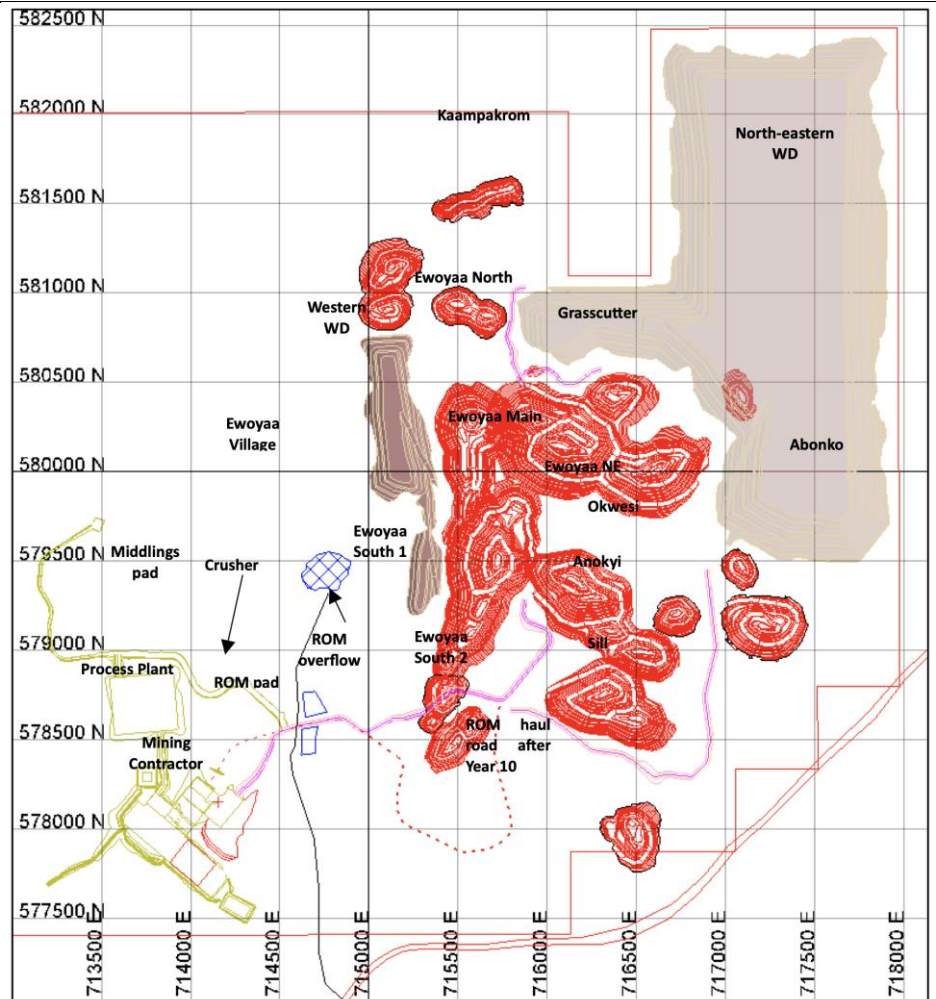 582500 N
582000 N
Kaampakrom
North-eastern
WD
581500 N
581000 N
Ewoyaa North
Western
WD
Grasscutter
580500 N
Ewoyaa Main
Ewoyaa
Village
Abonko
Ewoyaa NE
580000 N
Okwesi
579500 N
Ewoyaa
South 1
Middlings
pad
Crusher
Anokyi
579000 N
ROM
overflow
Ewoyaa
South 2
Sill
Process Plant
ROM pad
578500 N
ROM haul
road after
Year 10
Mining
Contractor
578000 N
577500 N
713500 E
714000 E
714500 E
715000 E
715500 E
716000 E
716500 E
717000 E
717500 E
718000 E